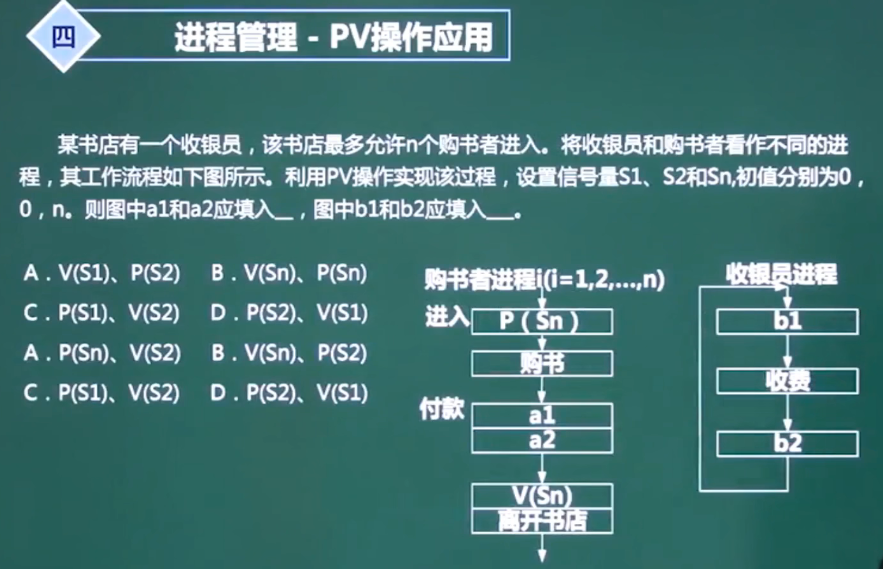 四
进程管理 - PV操作应用
某书店有一个收银员，该书店最多允许n个购书者进入。将收银员和购书者看作不同的进
程，其工作流程如下图所示。利用PV操作实现该过程，设置信号量S1、S2和Sn,初值分别为0，
0，n。则图中a1和a2应填入__，图中b1和b2应填入___。
A．V(S1)、P(S2) B．V(Sn)、P(Sn)
C．P(S1)、V(S2) D．P(S2)、V(S1)
A．P(Sn)、V(S2) B．V(Sn)、P(S2)
C．P(S1)、V(S2) D．P(S2)、V(S1)
购书者进程i(i=1,2,...,n)
进入
P（Sn）
购书
付款
a1
a2
V(Sn)
离开书店
收银员进程
b1
收费
b2